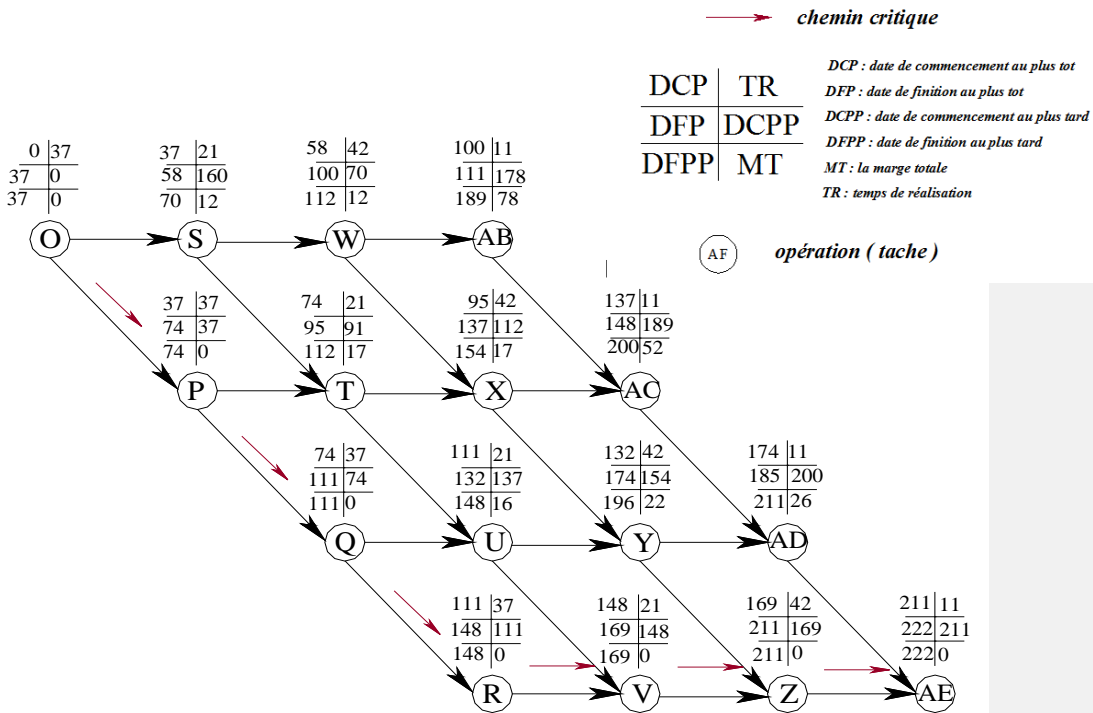 chemin critique
DCP TR
DFP DCPP
DFPP MT
DCP : date de commencement au plus tot
DFP : date de finition au plus tot
DCPP : date de commencement au plus tard
DFPP : date de finition au plus tard
MT : la marge totale
TR : temps de réalisation
AF opération ( tache )
0 37
37 0
37 0
O
37 21
58 160
70 12
S
58 42
100 70
112 12
W
100 11
111 178
189 78
AB
37 37
74 37
74 0
P
74 21
95 91
112 17
T
95 42
137 112
154 17
X
137 11
148 189
200 52
AC
74 37
111 74
111 0
Q
111 21
132 137
148 16
U
132 42
174 154
196 22
Y
174 11
185 200
211 26
AD
111 37
148 111
148 0
R
148 21
169 148
169 0
V
169 42
211 169
211 0
Z
211 11
222 211
222 0
AE